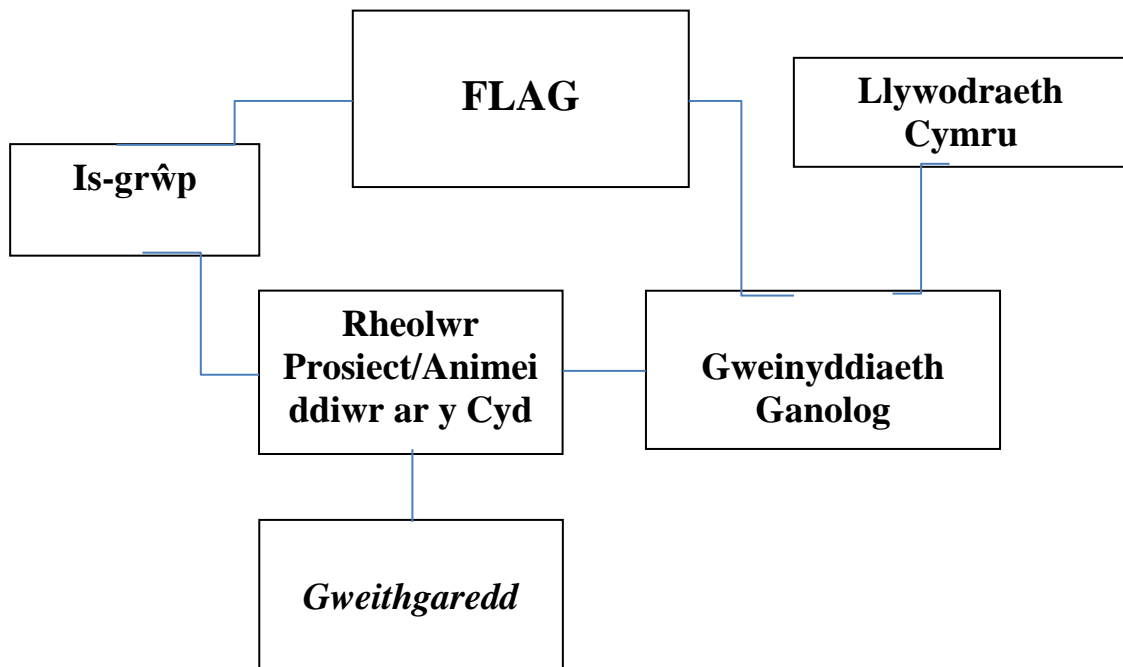 FLAG
Llywodraeth
Cymru
Is-grŵp
Rheolwr
Prosiect/Animei
ddiwr ar y Cyd
Gweinyddiaeth
Ganolog
Gweithgaredd